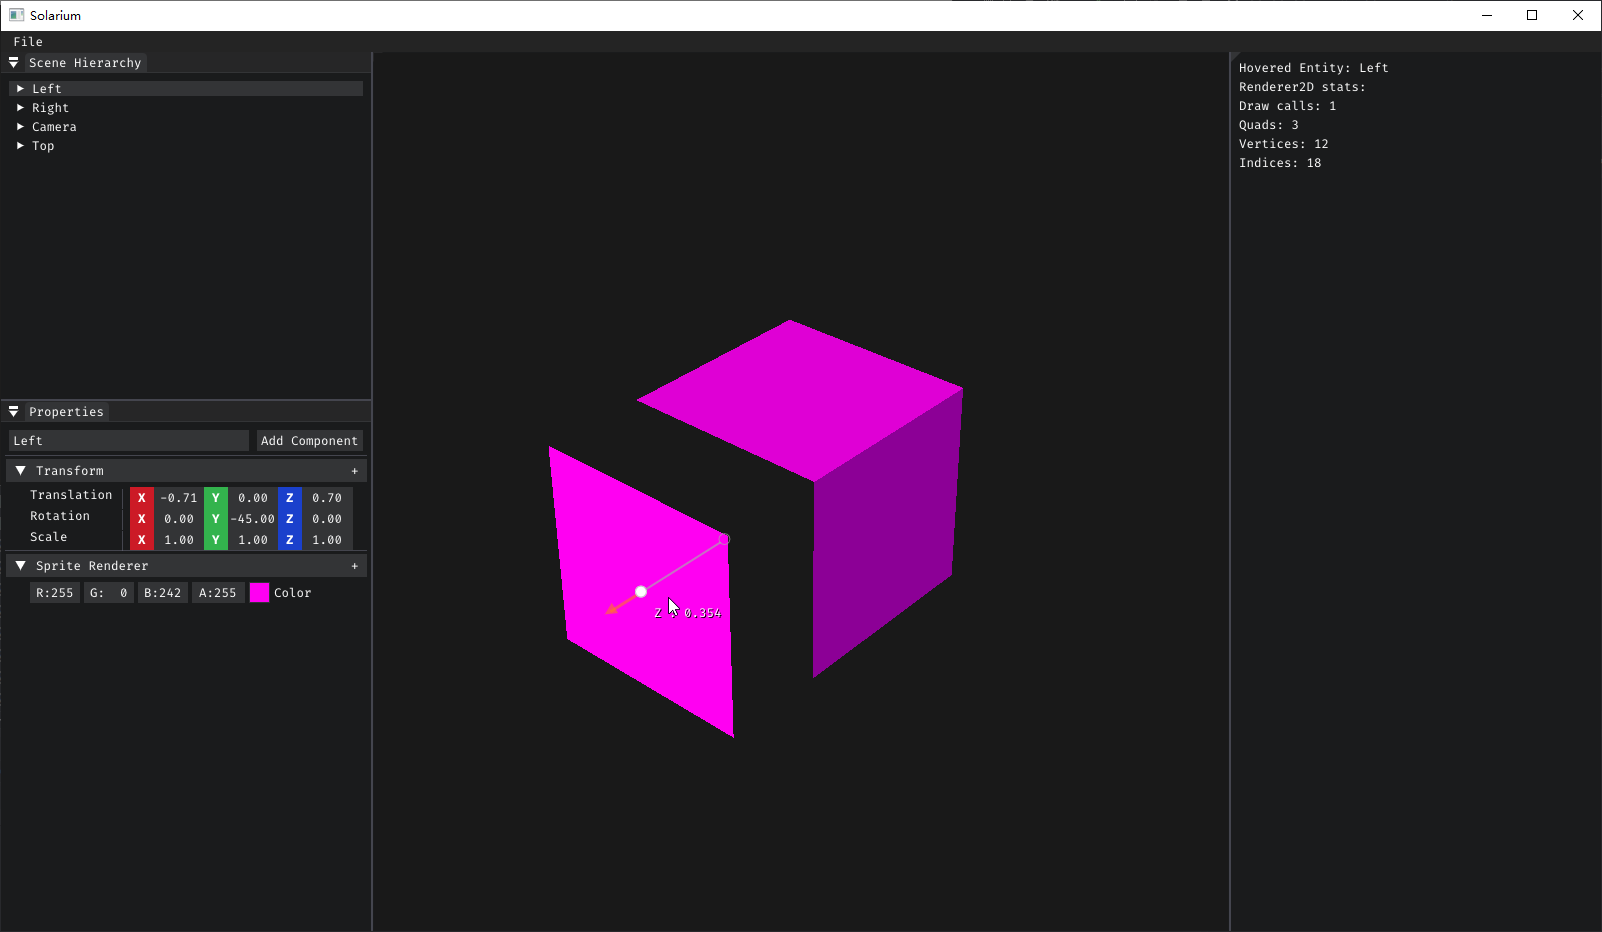 Solarium
File
Scene Hierarchy
Left
Right
Camera
Top
Properties
Left Add Component
Transform +
Translation X -0.71 Y 0.00 Z 0.70
Rotation X 0.00 Y -45.00 Z 0.00
Scale X 1.00 Y 1.00 Z 1.00
Sprite Renderer +
R:255 G: 0 B:242 A:255 Color
Z : 0.354
Hovered Entity: Left
Renderer2D stats:
Draw calls: 1
Quads: 3
Vertices: 12
Indices: 18